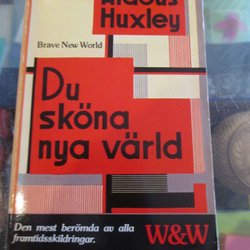 Aldous
Huxley
Brave New World
Du
sköna
nya värld
Den mest berömda av alla
framtidsskildringar.
W&W